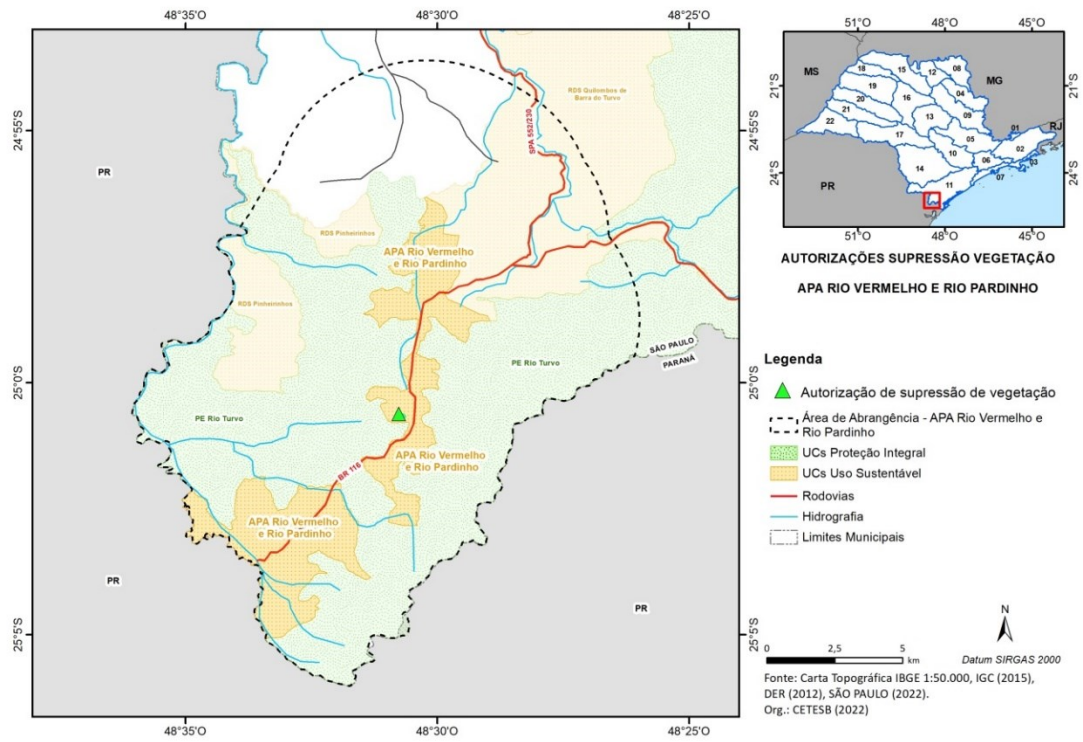 48°35'O
48°30'O
48°25'O
24°55'S
25°0'S
25°5'S
24°55'S
25°0'S
25°5'S
48°35'O
48°30'O
48°25'O
PR
RDS Quilombos de
Barra do Turvo
SPA 552/230
RDS Pinheirinhos
APA Rio Vermelho
e Rio Pardinho
RDS Pinheirinhos
SÃO PAULO
PARANÁ
PE Rio Turvo
PE Rio Turvo
APA Rio Vermelho
e Rio Pardinho
BR 116
APA Rio Vermelho
e Rio Pardinho
PR
PR
51°O
48°O
45°O
21°S
24°S
21°S
24°S
51°O
48°O
45°O
MS
MG
RJ
PR
18
15
12
08
19
16
04
20
13
09
21
22
17
05
01
02
10
06
03
14
07
11
AUTORIZAÇÕES SUPRESSÃO VEGETAÇÃO
APA RIO VERMELHO E RIO PARDINHO
Legenda
Autorização de supressão de vegetação
Área de Abrangência - APA Rio Vermelho e
Rio Pardinho
UCs Proteção Integral
UCs Uso Sustentável
Rodovias
Hidrografia
Limites Municipais
N
0 2,5 5
km
Datum SIRGAS 2000
Fonte: Carta Topográfica IBGE 1:50.000, IGC (2015),
DER (2012), SÃO PAULO (2022).
Org.: CETESB (2022)